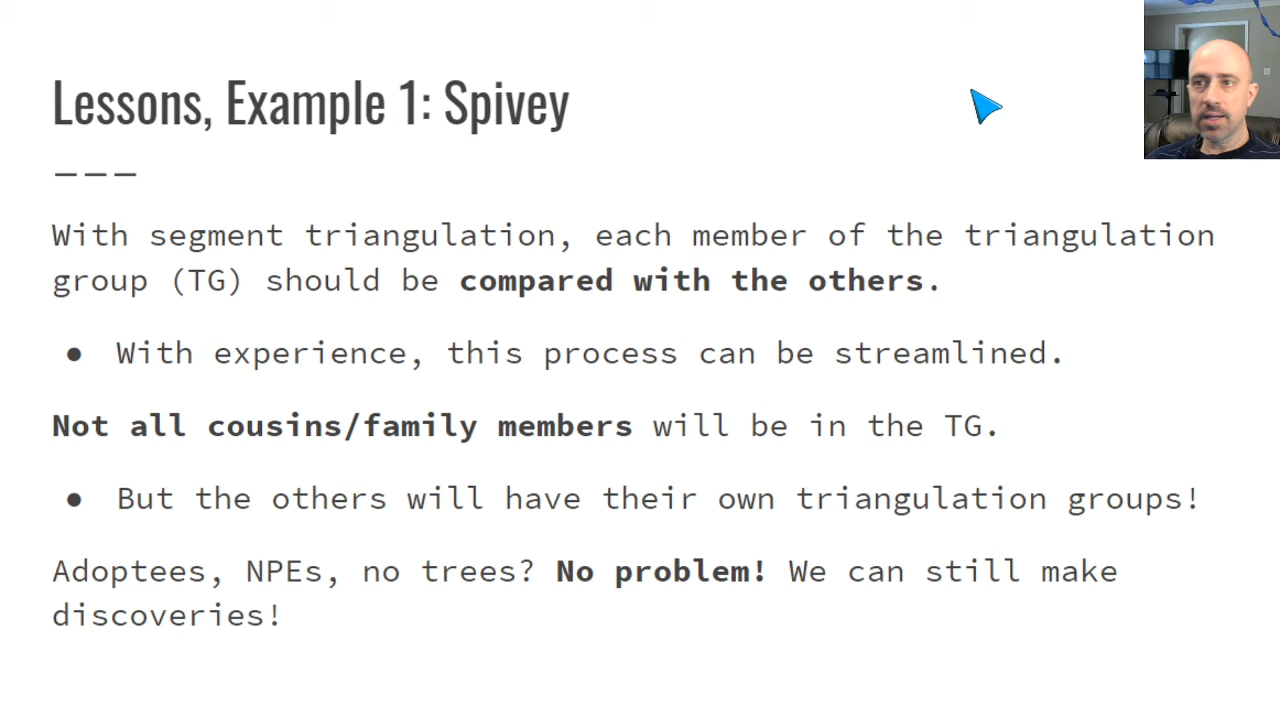 Lessons, Example 1: Spivey
With segment triangulation, each member of the triangulation
group (TG) should be compared with the others.
● With experience, this process can be streamlined.
Not all cousins/family members will be in the TG.
● But the others will have their own triangulation groups!
Adoptees, NPEs, no trees? No problem! We can still make
discoveries!